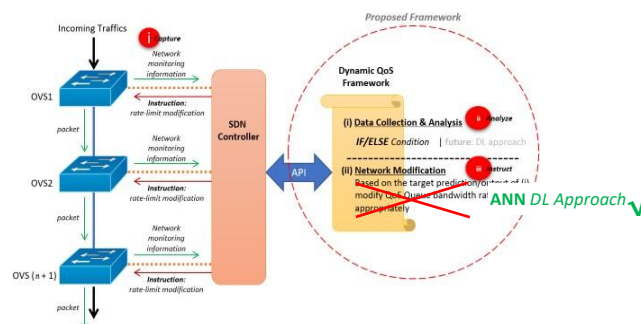 Proposed Framework
Incoming Traffics
i Capture
Network
monitoring
information
OVS1
Instruction:
rate-limit modification
packet
Network
monitoring
information
OVS2
Instruction:
rate-limit modification
packet
Network
monitoring
information
OVS (n + 1)
Instruction:
rate-limit modification
packet
SDN
Controller
API
Dynamic QoS
Framework
(i) Data Collection & Analysis
Analyze
IF/ELSE Condition | future: DL approach
(ii) Network Modification
Based on the target prediction/output of (i)
modify QoS Queue bandwidth
appropriately
ANN DL Approach √